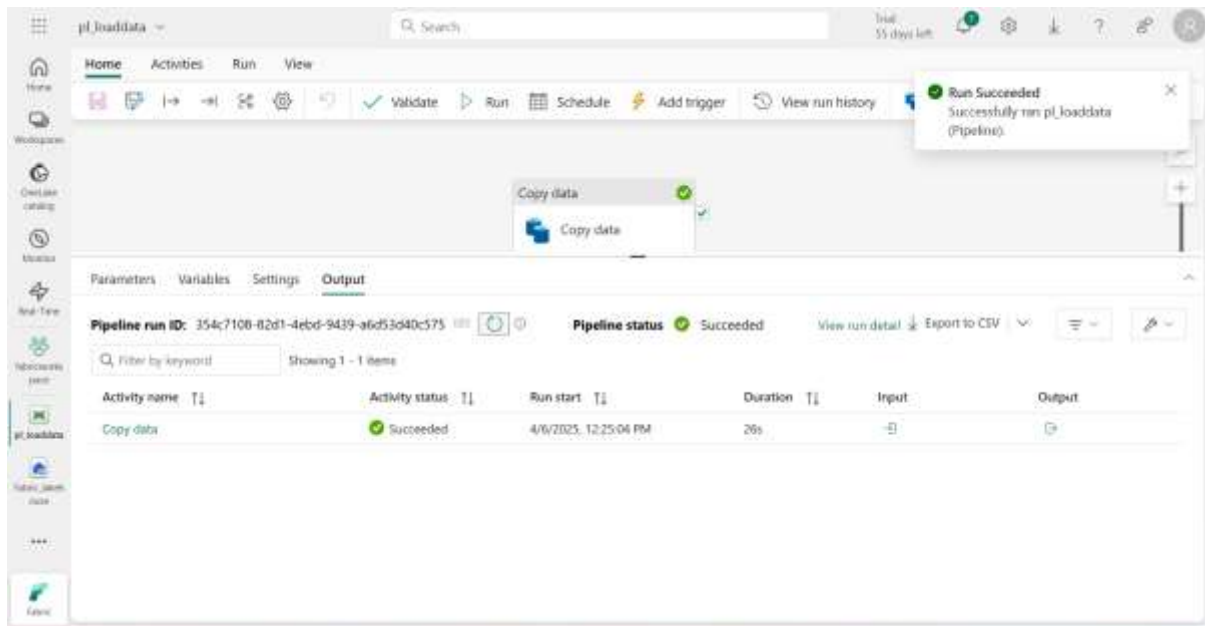 pl_loaddata
Search
Trial
55 days left
Home Activities Run View
Validate Run Schedule Add trigger View run history
Run Succeeded
Successfully ran pl_loaddata
(Pipeline).
Home
Workspaces
OneLake
catalog
Monitor
Real-Time
pl_loaddata
Fabric
Copy data
Copy data
Parameters Variables Settings Output
Pipeline run ID: 354c7108-82d1-4ebd-9439-a6d53d40c575
Pipeline status Succeeded
View run detail Export to CSV
Filter by keyword
Showing 1 - 1 items
Activity name Activity status Run start Duration Input Output
Copy data Succeeded 4/6/2025, 12:25:04 PM 26s